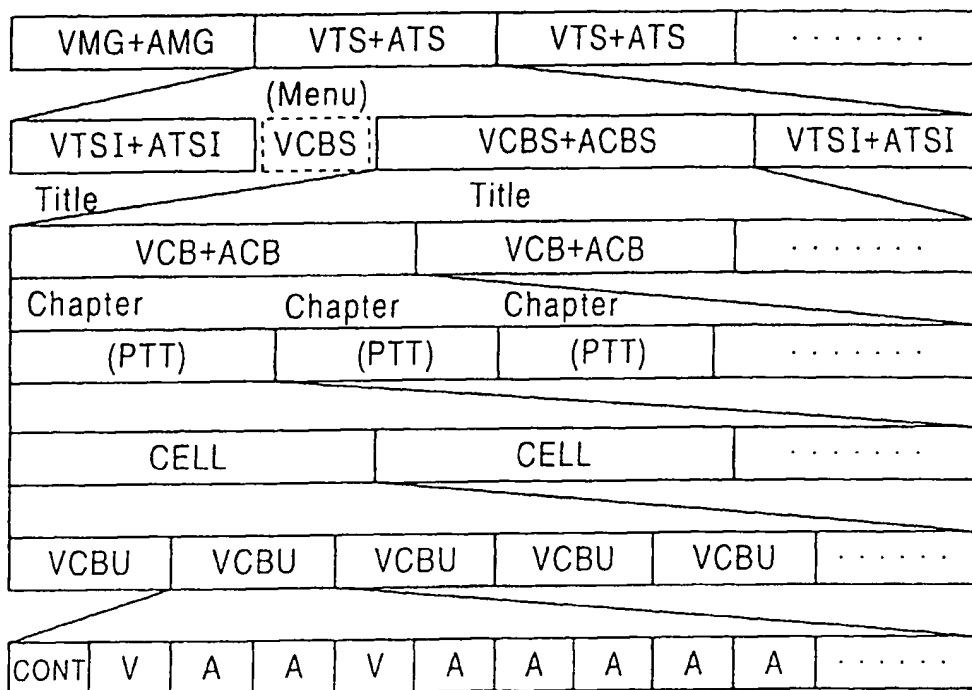 VMG+AMG VTS+ATS VTS+ATS .......
(Menu)
VTSI+ATSI VCBS VCBS+ACBS VTSI+ATSI
Title Title
VCB+ACB VCB+ACB .......
Chapter Chapter Chapter
(PTT) (PTT) (PTT) .......
CELL CELL .......
VCBU VCBU VCBU VCBU VCBU ......
CONT V A A V A A A A A ......